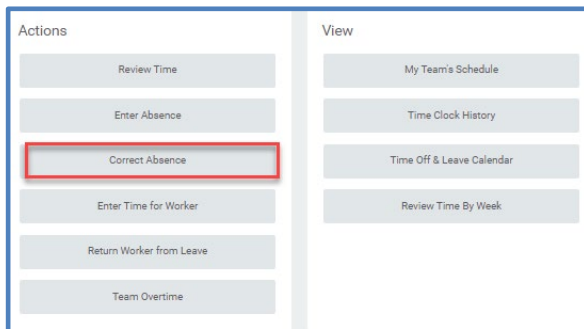 Actions
Review Time
Enter Absence
Correct Absence
Enter Time for Worker
Return Worker from Leave
Team Overtime
View
My Team's Schedule
Time Clock History
Time Off & Leave Calendar
Review Time By Week